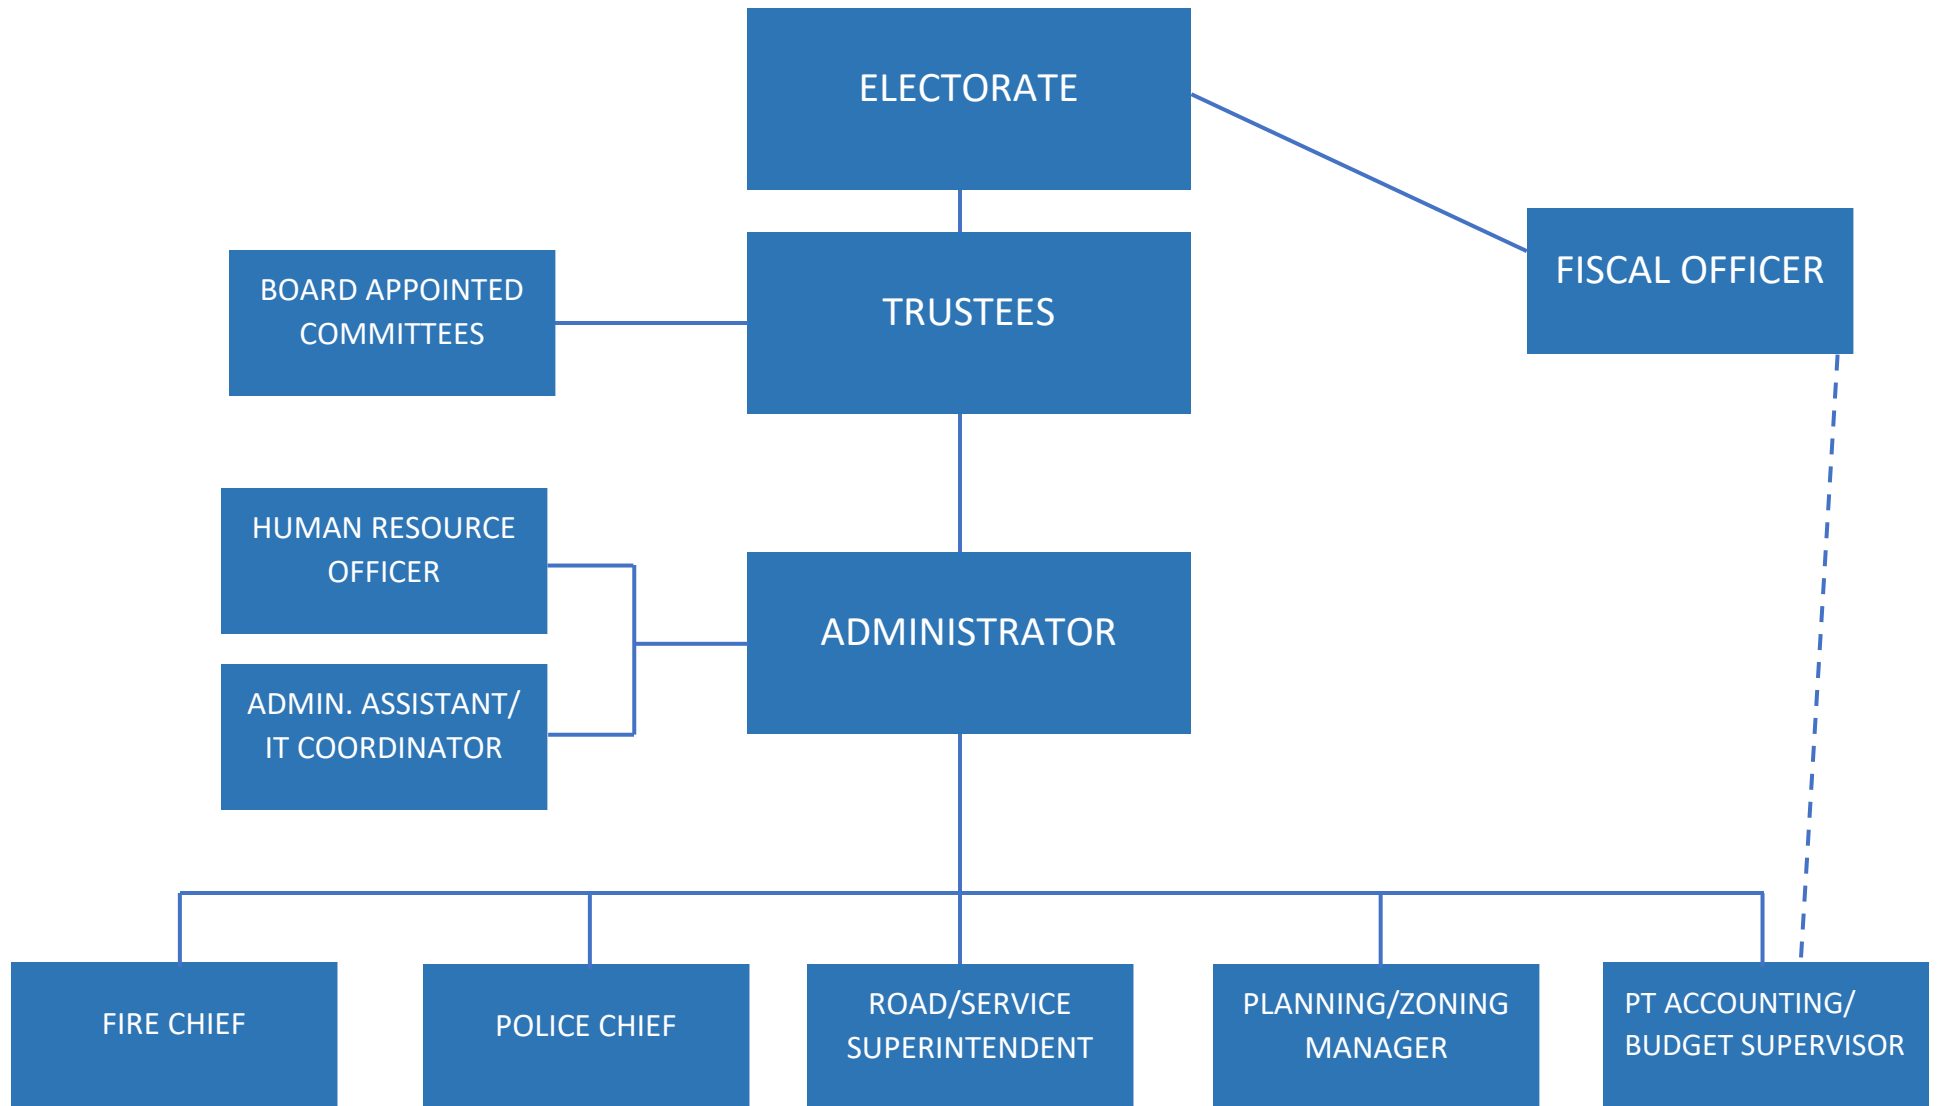 ELECTORATE
FISCAL OFFICER
BOARD APPOINTED
COMMITTEES
TRUSTEES
HUMAN RESOURCE
OFFICER
ADMINISTRATOR
ADMIN. ASSISTANT/
IT COORDINATOR
FIRE CHIEF
POLICE CHIEF
ROAD/SERVICE
SUPERINTENDENT
PLANNING/ZONING
MANAGER
PT ACCOUNTING/
BUDGET SUPERVISOR